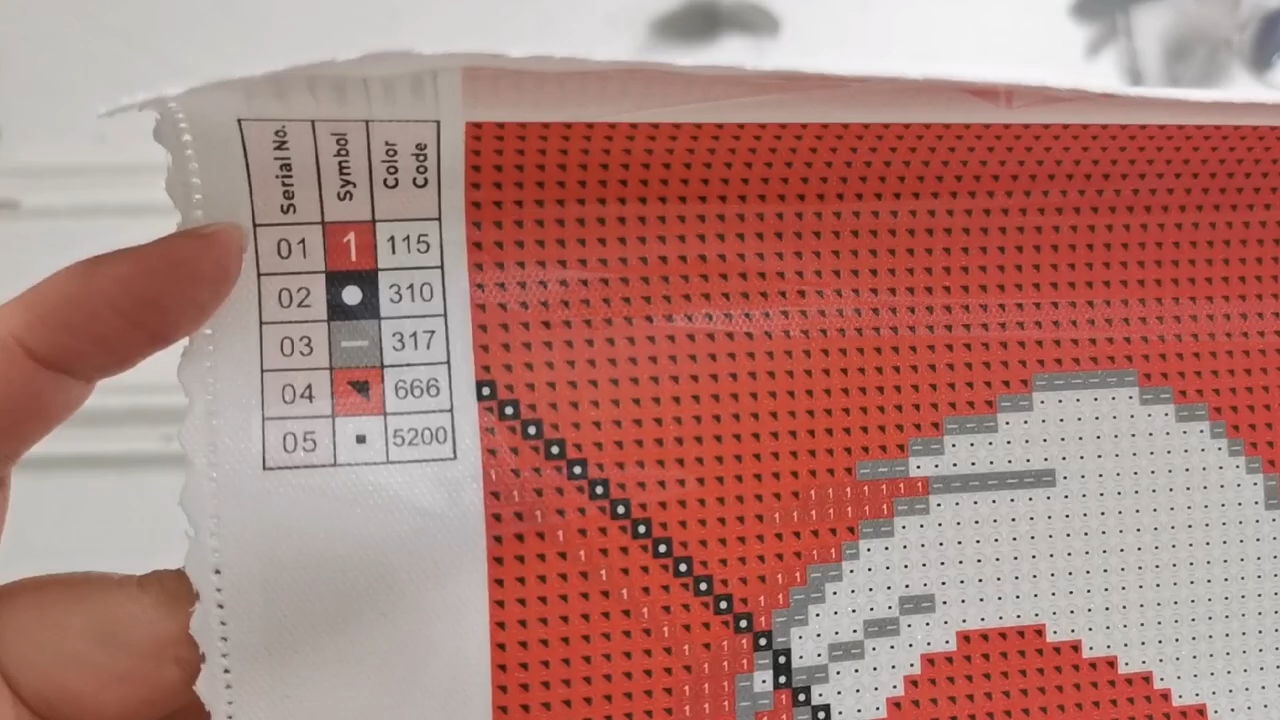 Serial No. Symbol Color Code
01 1 115
02 310
03 317
04 666
05 5200